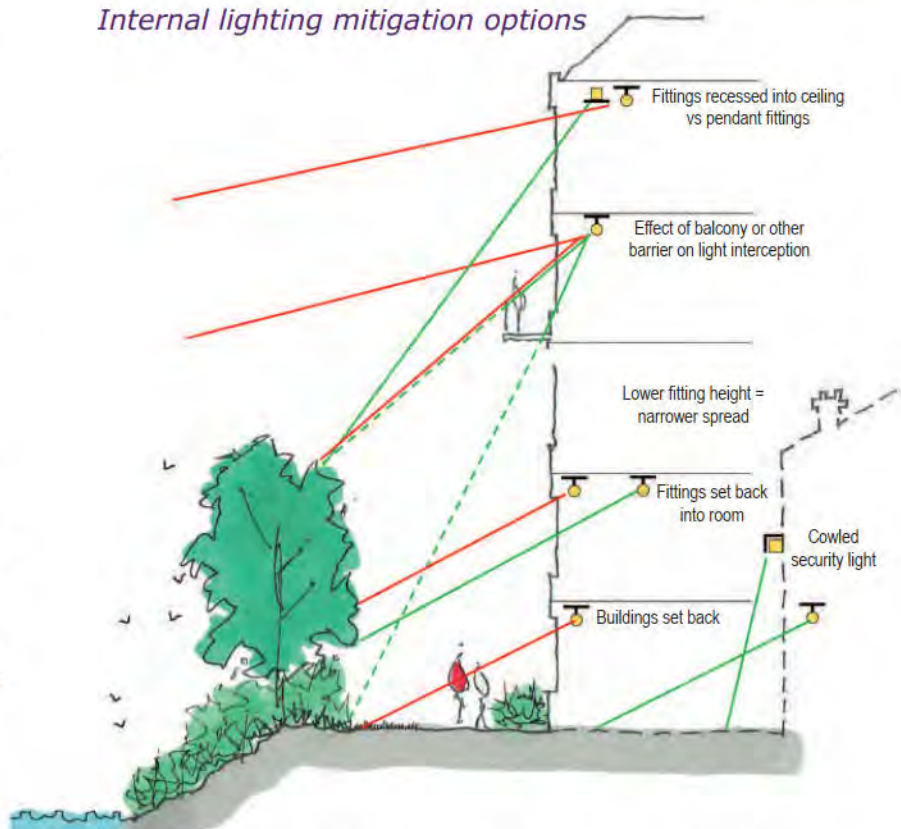 Internal lighting mitigation options
Fittings recessed into ceiling
vs pendant fittings
Effect of balcony or other
barrier on light interception
Lower fitting height =
narrower spread
Fittings set back
into room
Cowled
security light
Buildings set back